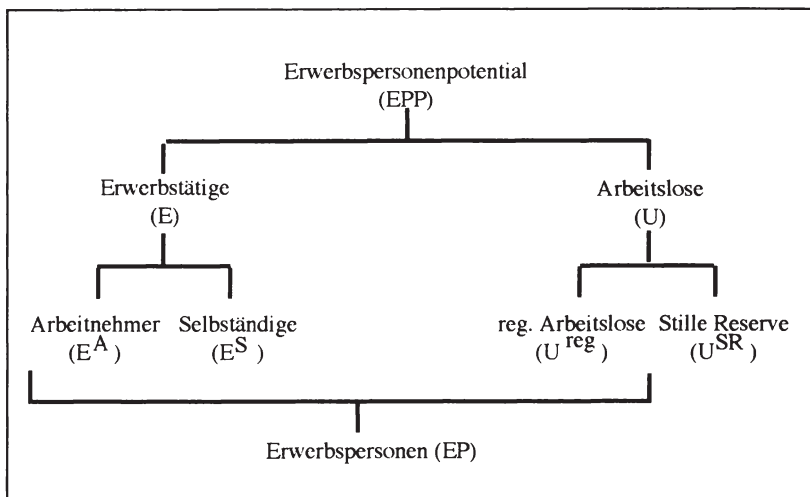 Erwerbspersonenpotential
(EPP)
Erwerbstätige
(E)
Arbeitslose
(U)
Arbeitnehmer
(E^A)
Selbständige
(E^S)
reg. Arbeitslose
(U^reg)
Stille Reserve
(U^SR)
Erwerbspersonen (EP)